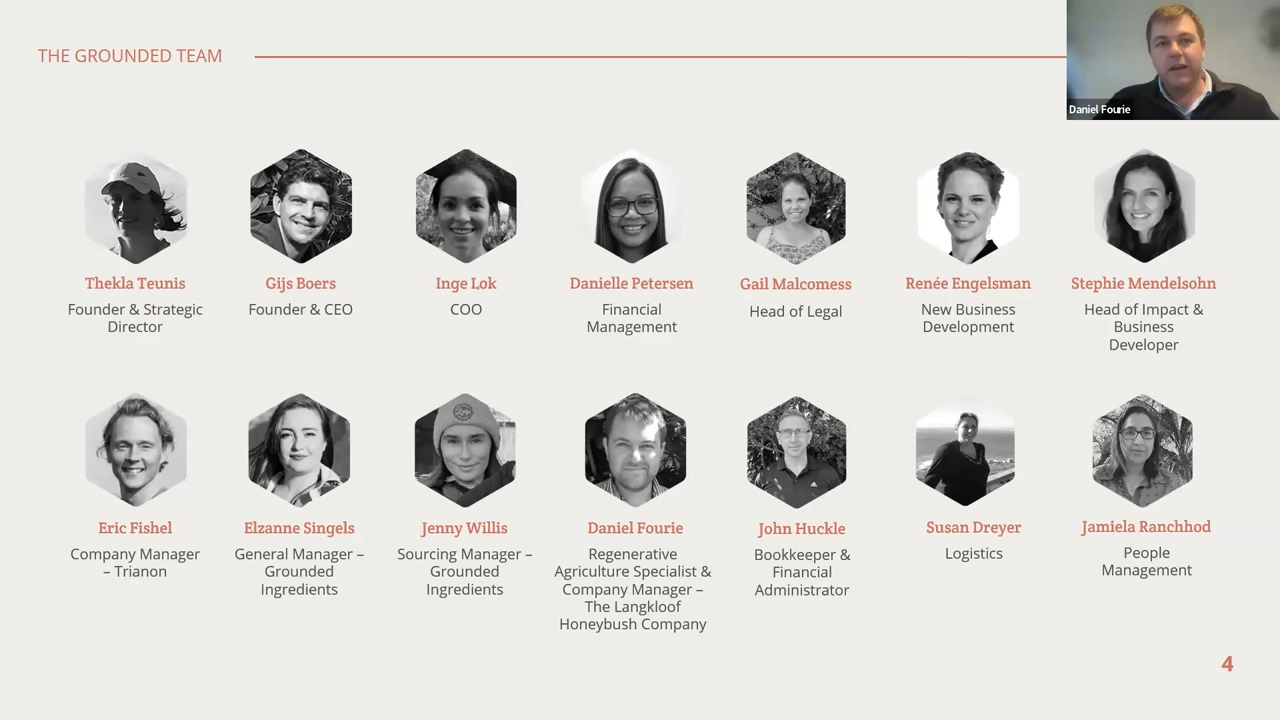 THE GROUNDED TEAM
Daniel Fourie
Thekla Teunis
Founder & Strategic
Director
Gijs Boers
Founder & CEO
Inge Lok
COO
Danielle Petersen
Financial
Management
Gail Malcomess
Head of Legal
Renée Engelsman
New Business
Development
Stephie Mendelsohn
Head of Impact &
Business
Developer
Eric Fishel
Company Manager
– Trianon
Elzanne Singels
General Manager –
Grounded
Ingredients
Jenny Willis
Sourcing Manager –
Grounded
Ingredients
Daniel Fourie
Regenerative
Agriculture Specialist &
Company Manager –
The Langkloof
Honeybush Company
John Huckle
Bookkeeper &
Financial
Administrator
Susan Dreyer
Logistics
Jamiela Ranchhod
People
Management
4